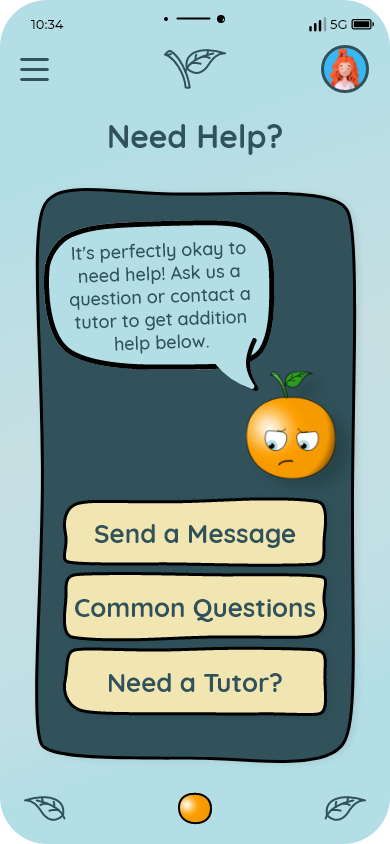 10:34
5G
Need Help?
It's perfectly okay to
need help! Ask us a
question or contact a
tutor to get addition
help below.
Send a Message
Common Questions
Need a Tutor?